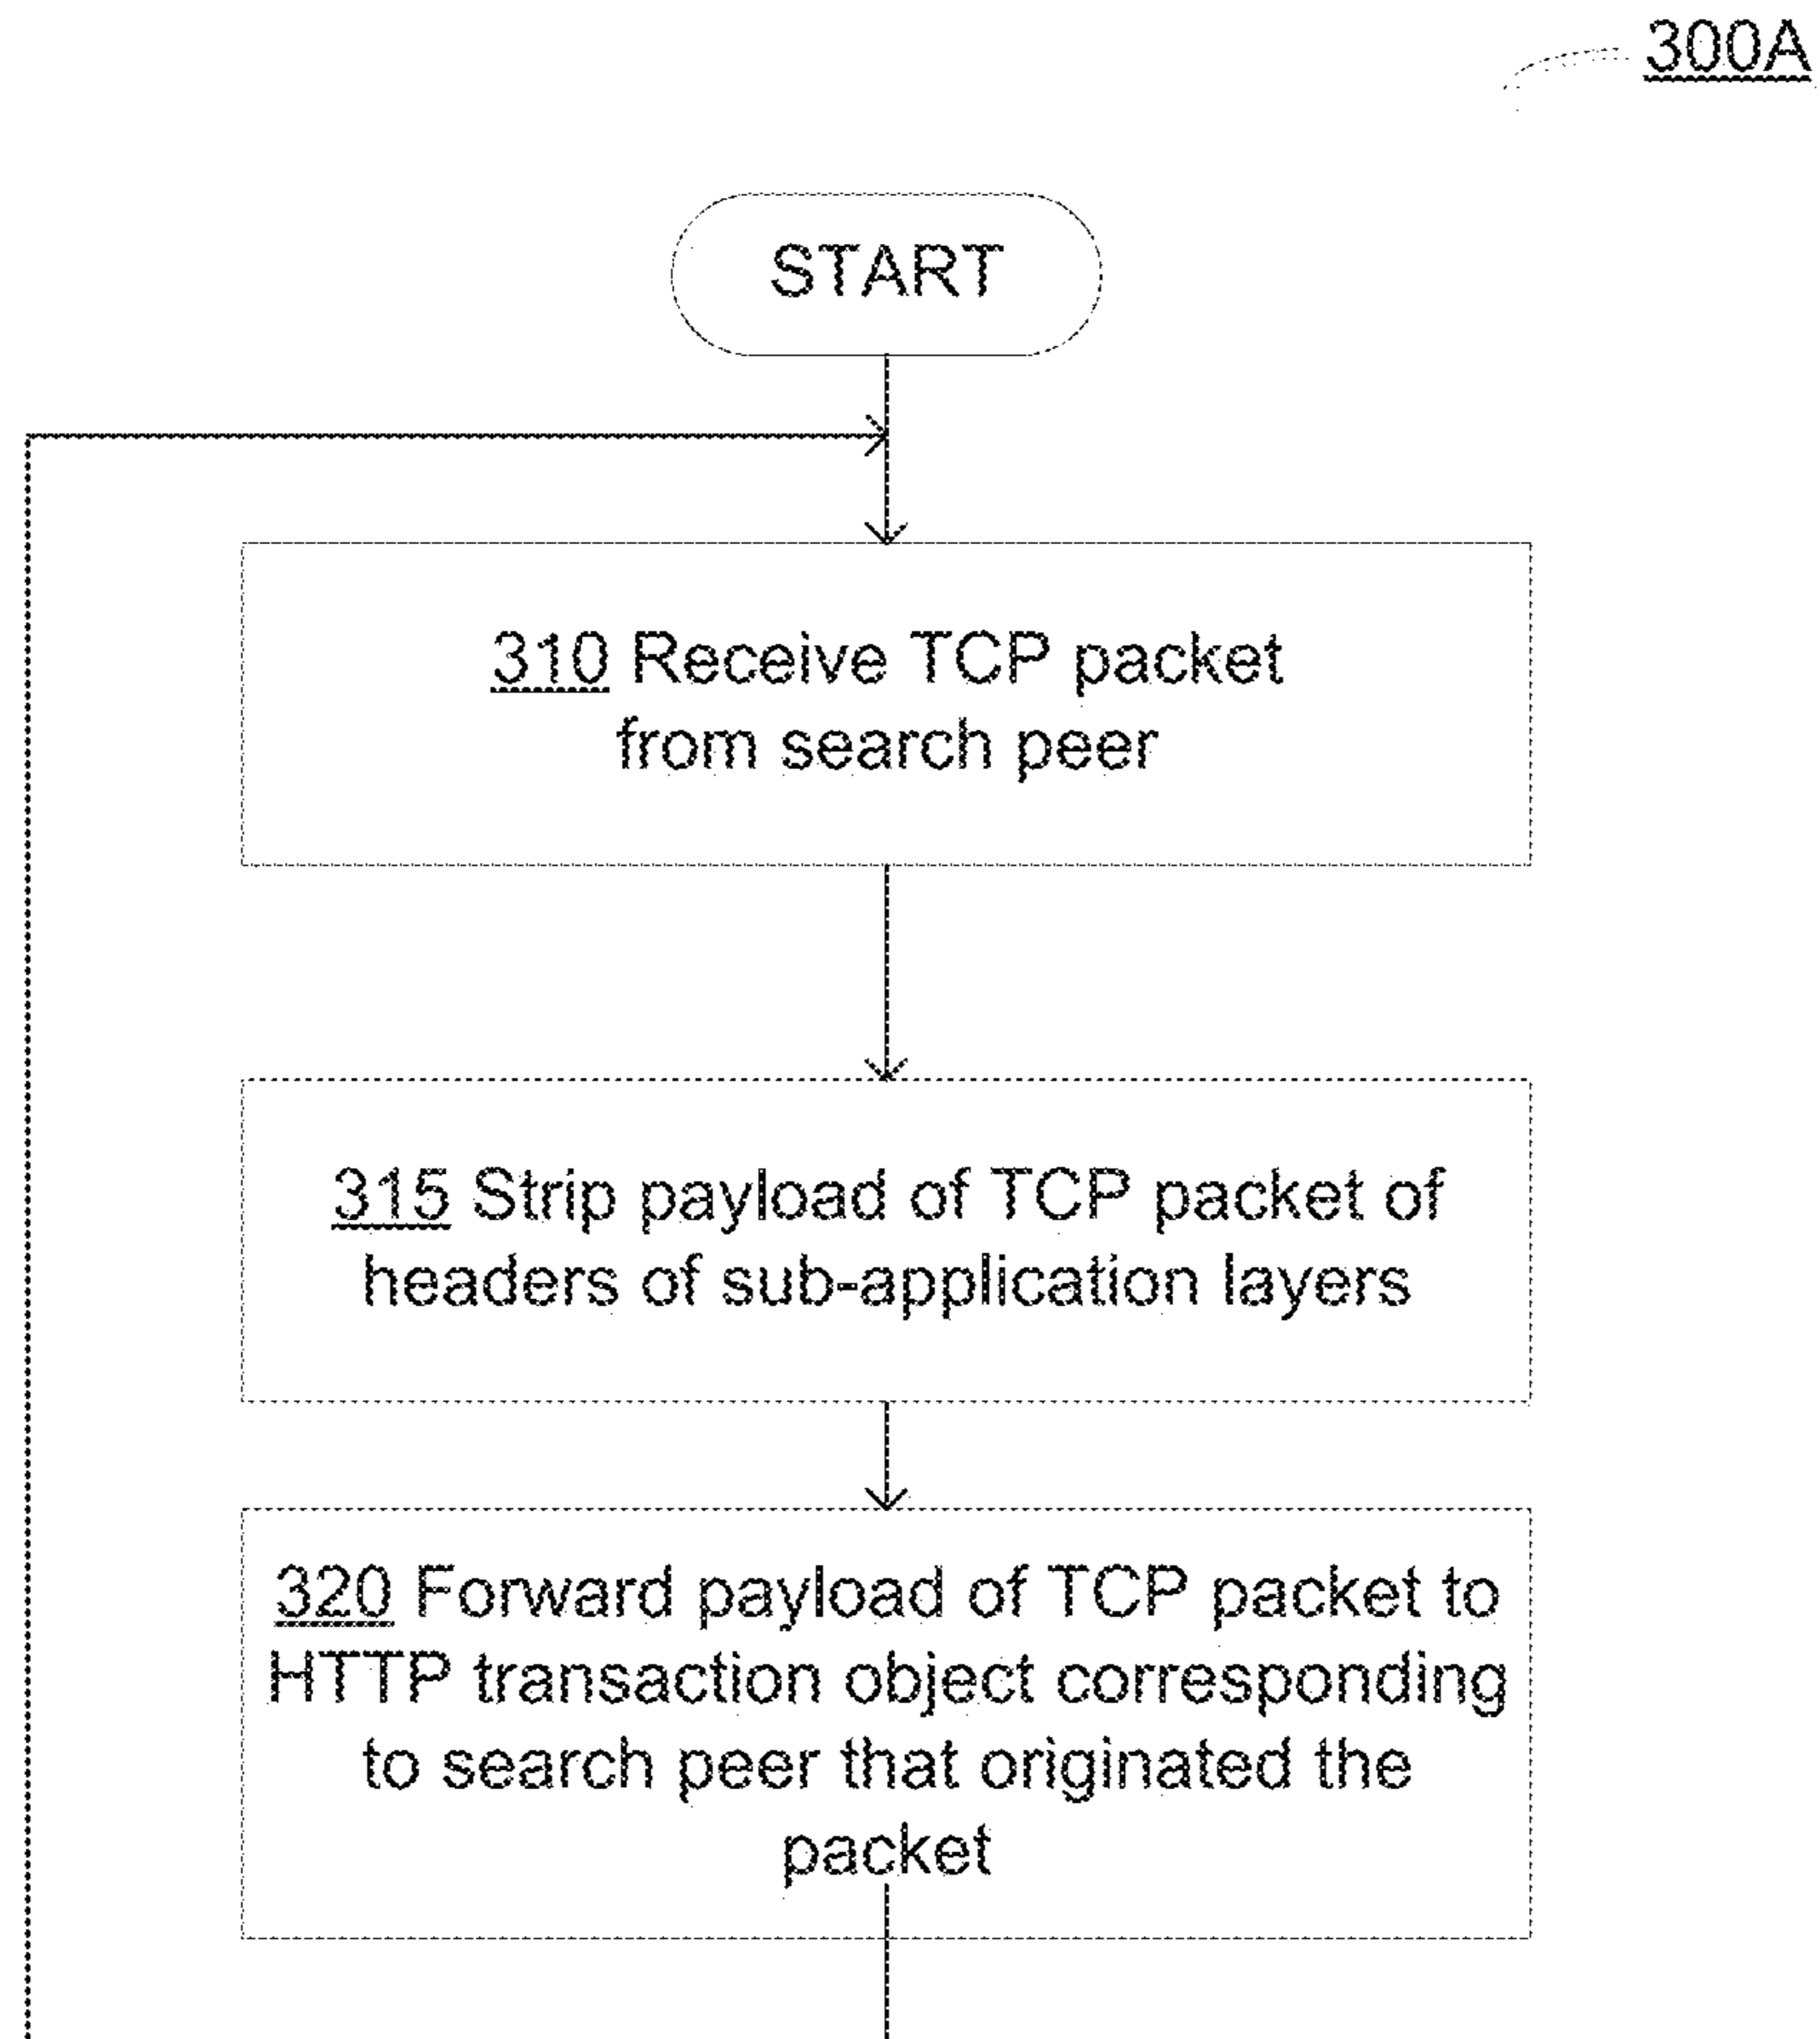 300A
START
310 Receive TCP packet
from search peer
315 Strip payload of TCP packet of
headers of sub-application layers
320 Forward payload of TCP packet to
HTTP transaction object corresponding
to search peer that originated the
packet